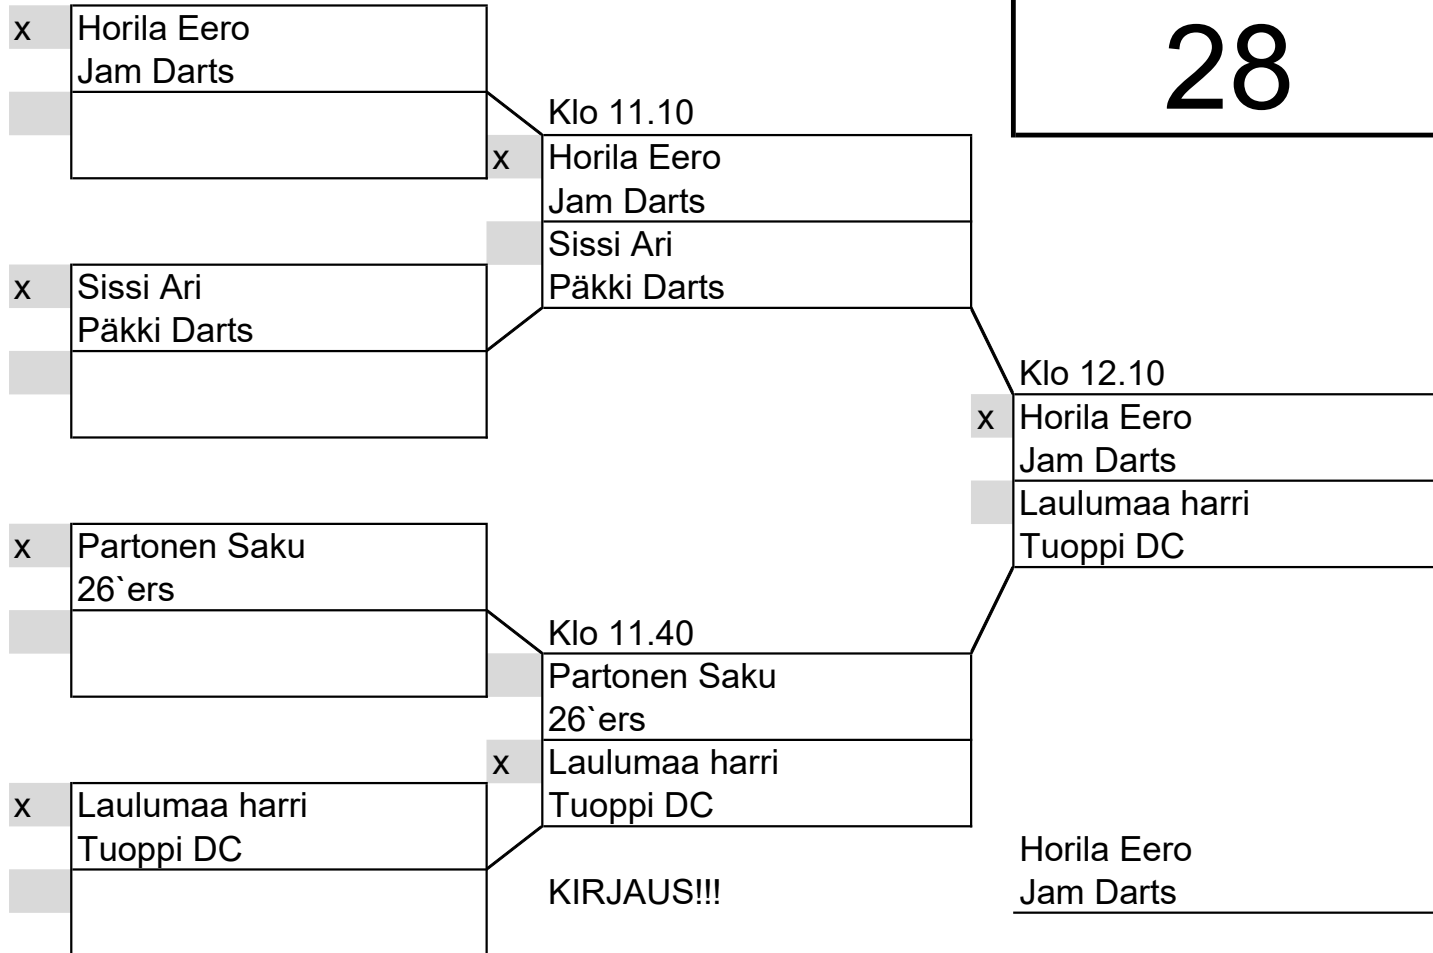 x Horila Eero
Jam Darts
28
Klo 11.10
x Horila Eero
Jam Darts
Sissi Ari
Päkki Darts
x Sissi Ari
Päkki Darts
Klo 12.10
x Horila Eero
Jam Darts
Laulumaa harri
Tuoppi DC
x Partonen Saku
26`ers
Klo 11.40
Partonen Saku
26`ers
x Laulumaa harri
Tuoppi DC
x Laulumaa harri
Tuoppi DC
KIRJAUS!!!
Horila Eero
Jam Darts